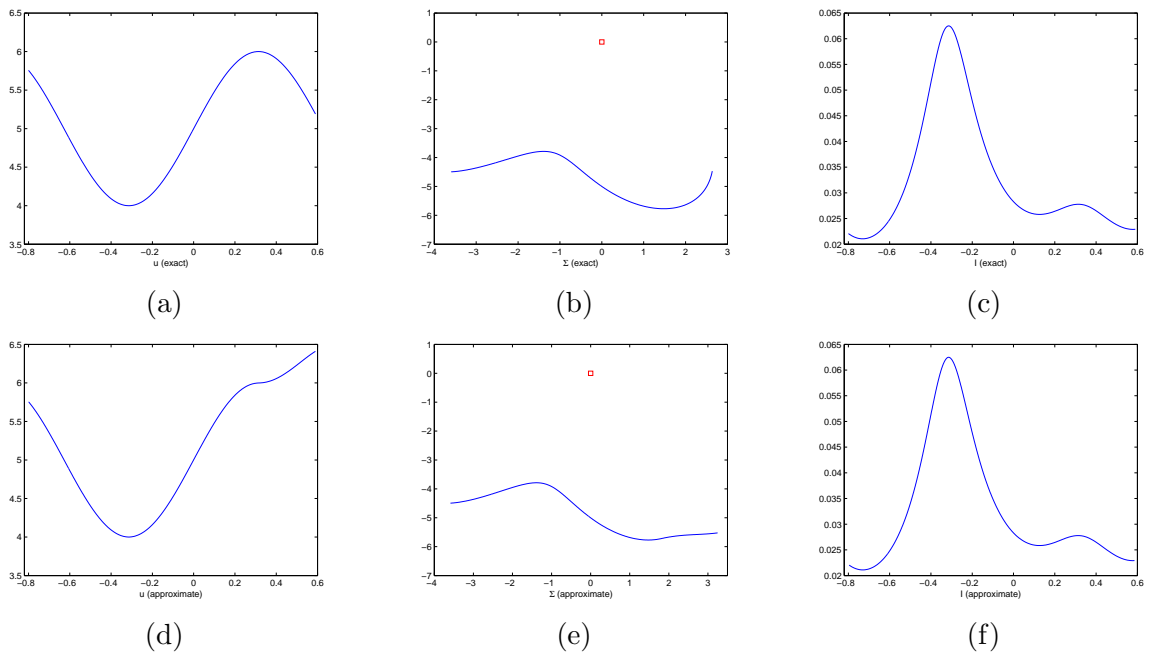 6.5
6
5.5
5
4.5
4
3.5
−0.8 −0.6 −0.4 −0.2 0 0.2 0.4 0.6
u (exact)
(a)
1
0
−1
−2
−3
−4
−5
−6
−7
−4 −3 −2 −1 0 1 2 3
Σ (exact)
(b)
0.065
0.06
0.055
0.05
0.045
0.04
0.035
0.03
0.025
0.02
−0.8 −0.6 −0.4 −0.2 0 0.2 0.4 0.6
I (exact)
(c)
6.5
6
5.5
5
4.5
4
3.5
−0.8 −0.6 −0.4 −0.2 0 0.2 0.4 0.6
u (approximate)
(d)
1
0
−1
−2
−3
−4
−5
−6
−7
−4 −3 −2 −1 0 1 2 3
Σ (approximate)
(e)
0.065
0.06
0.055
0.05
0.045
0.04
0.035
0.03
0.025
0.02
−0.8 −0.6 −0.4 −0.2 0 0.2 0.4 0.6
I (approximate)
(f)